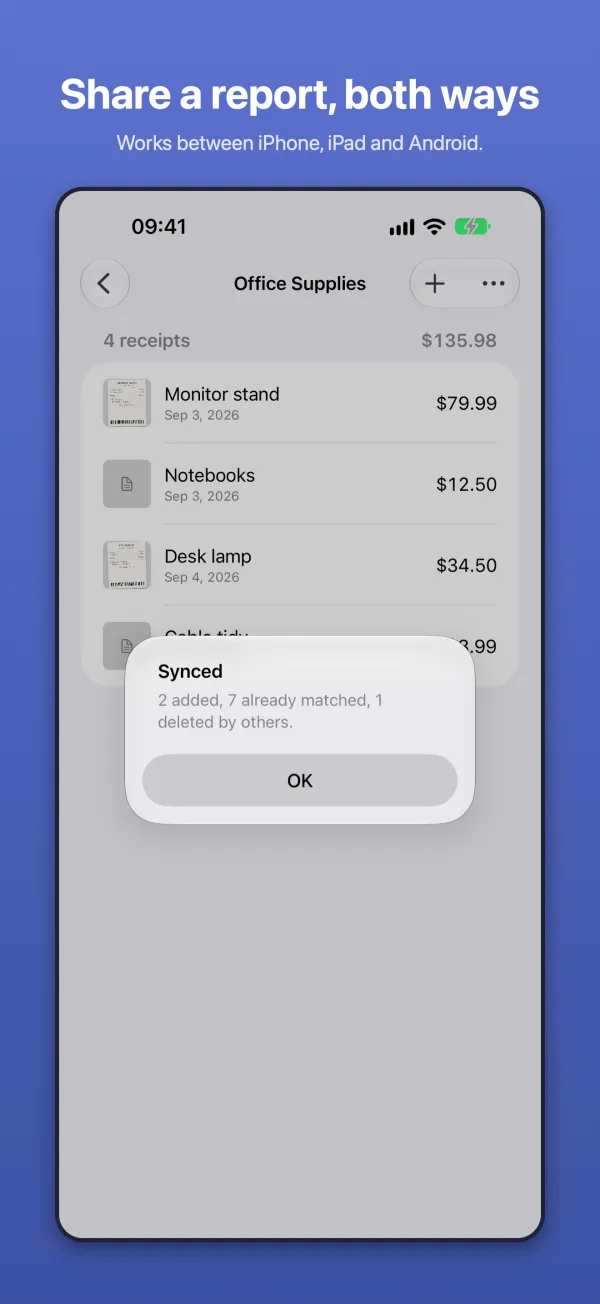 Share a report, both ways
Works between iPhone, iPad and Android.
09:41
Office Supplies
4 receipts $135.98
Monitor stand
Sep 3, 2026
$79.99
Notebooks
Sep 3, 2026
$12.50
Desk lamp
Sep 4, 2026
$34.50
Synced
2 added, 7 already matched, 1
deleted by others.
OK